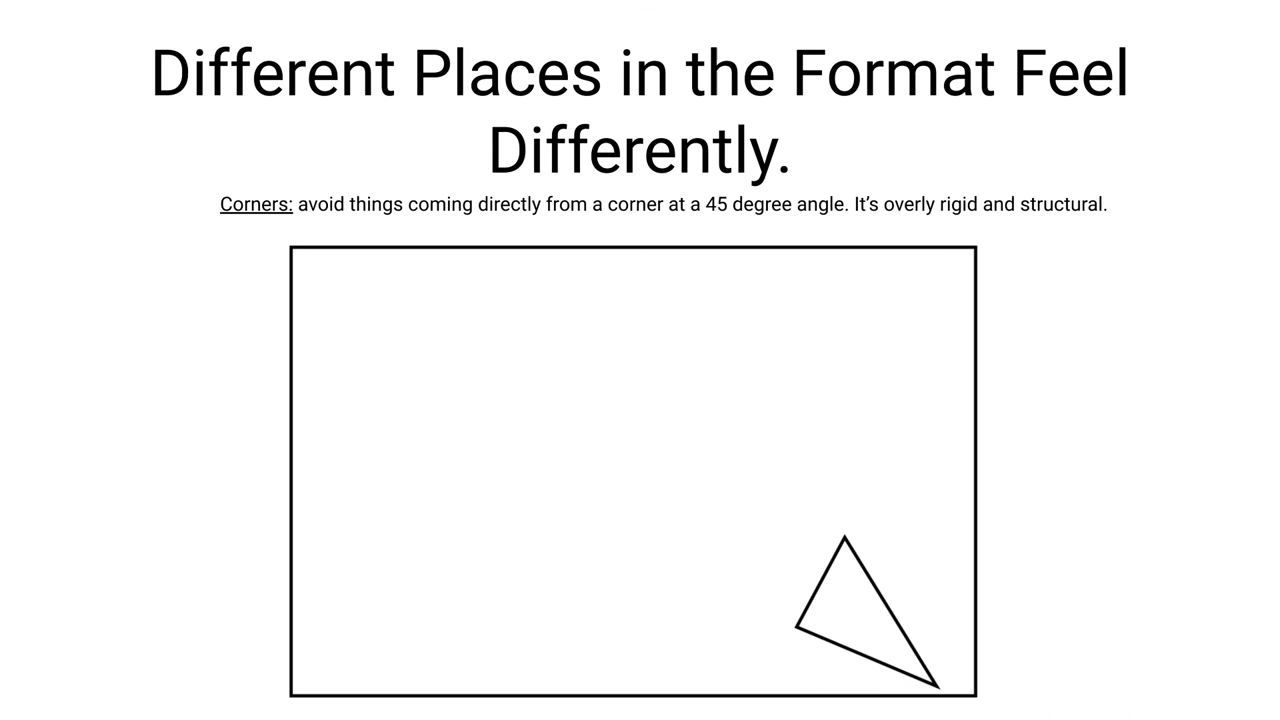 Different Places in the Format Feel
Differently.
Corners: avoid things coming directly from a corner at a 45 degree angle. It’s overly rigid and structural.